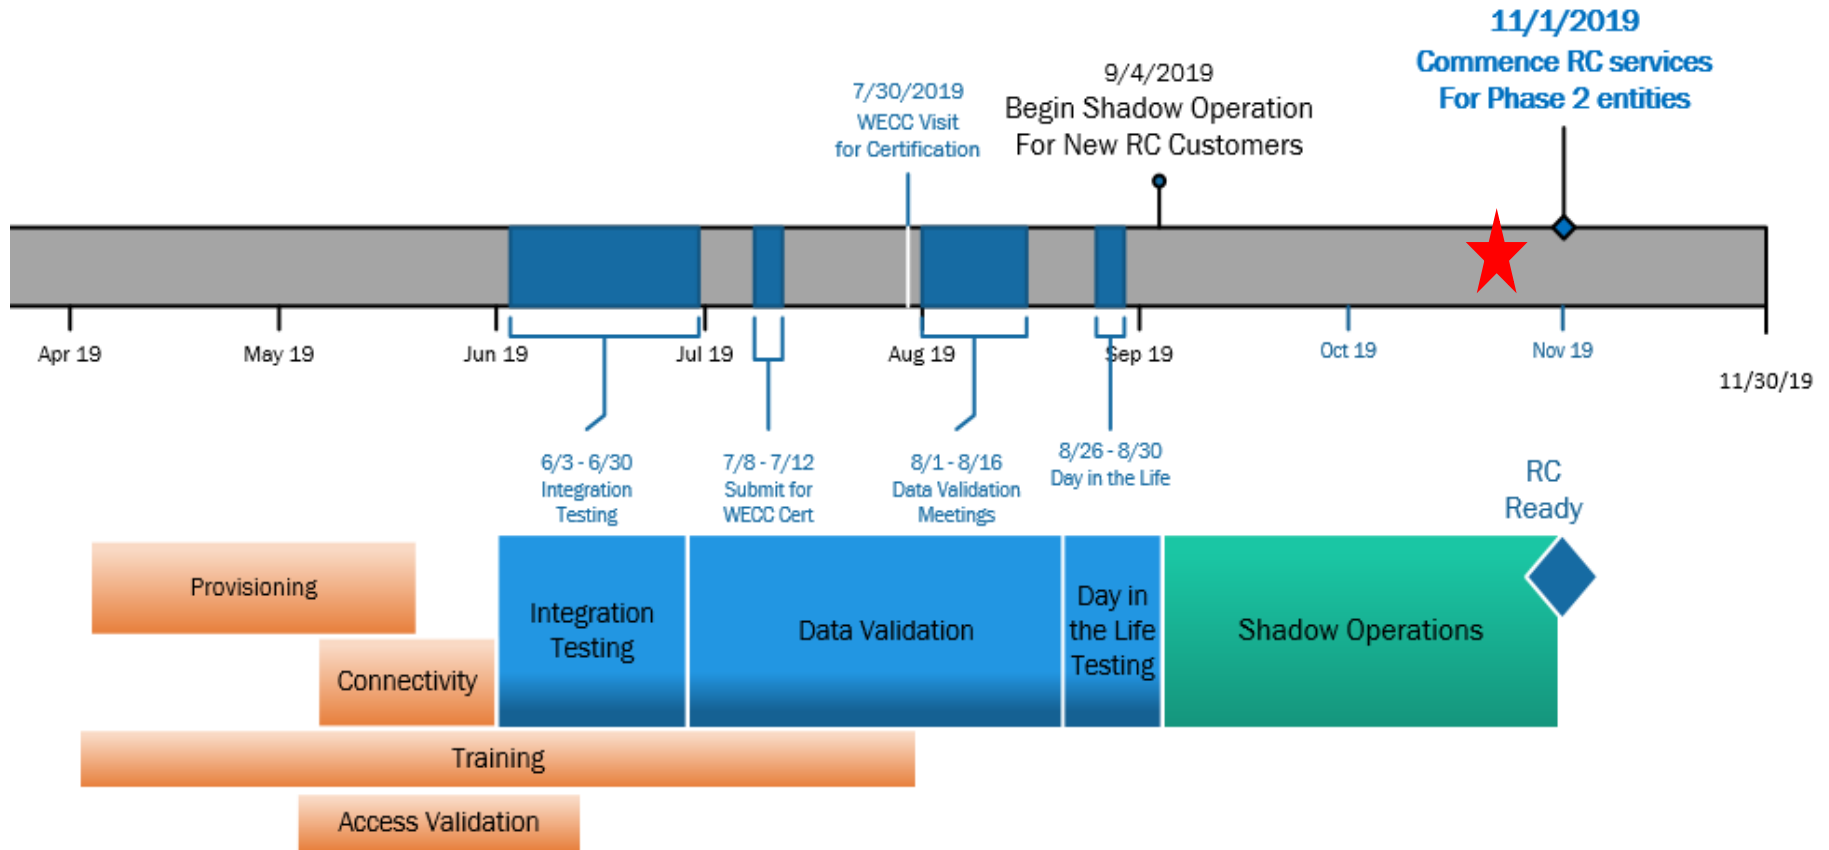 11/1/2019
Commence RC services
For Phase 2 entities
9/4/2019
Begin Shadow Operation
For New RC Customers
7/30/2019
WECC Visit
for Certification
Apr 19
May 19
Jun 19
Jul 19
Aug 19
Sep 19
Oct 19
Nov 19
11/30/19
6/3 - 6/30
Integration
Testing
7/8 - 7/12
Submit for
WECC Cert
8/1 - 8/16
Data Validation
Meetings
8/26 - 8/30
Day in the Life
RC
Ready
Provisioning
Connectivity
Integration
Testing
Data Validation
Day in
the Life
Testing
Shadow Operations
Training
Access Validation